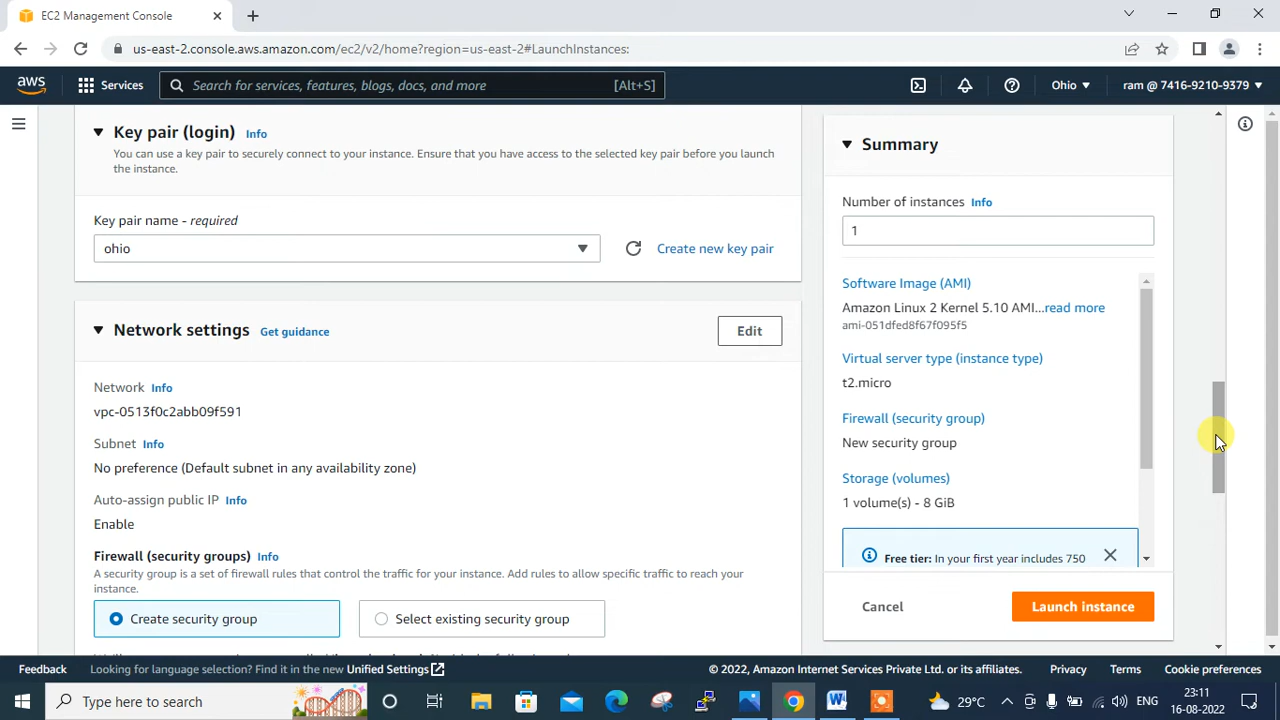 EC2 Management Console
us-east-2.console.aws.amazon.com/ec2/v2/home?region=us-east-2#LaunchInstances:
aws
Services
Search for services, features, blogs, docs, and more
[Alt+S]
Ohio
ram @ 7416-9210-9379
Key pair (login) Info
You can use a key pair to securely connect to your instance. Ensure that you have access to the selected key pair before you launch
the instance.
Key pair name - required
ohio
Create new key pair
Network settings Get guidance
Edit
Network Info
vpc-0513f0c2abb09f591
Subnet Info
No preference (Default subnet in any availability zone)
Auto-assign public IP Info
Enable
Firewall (security groups) Info
A security group is a set of firewall rules that control the traffic for your instance. Add rules to allow specific traffic to reach your
instance.
Create security group
Select existing security group
Summary
Number of instances Info
1
Software Image (AMI)
Amazon Linux 2 Kernel 5.10 AMI...read more
ami-051dfed8f67f095f5
Virtual server type (instance type)
t2.micro
Firewall (security group)
New security group
Storage (volumes)
1 volume(s) - 8 GiB
Free tier: In your first year includes 750
Cancel
Launch instance
Feedback
Looking for language selection? Find it in the new Unified Settings
© 2022, Amazon Internet Services Private Ltd. or its affiliates.
Privacy
Terms
Cookie preferences
Type here to search
29°C
ENG
23:11
16-08-2022